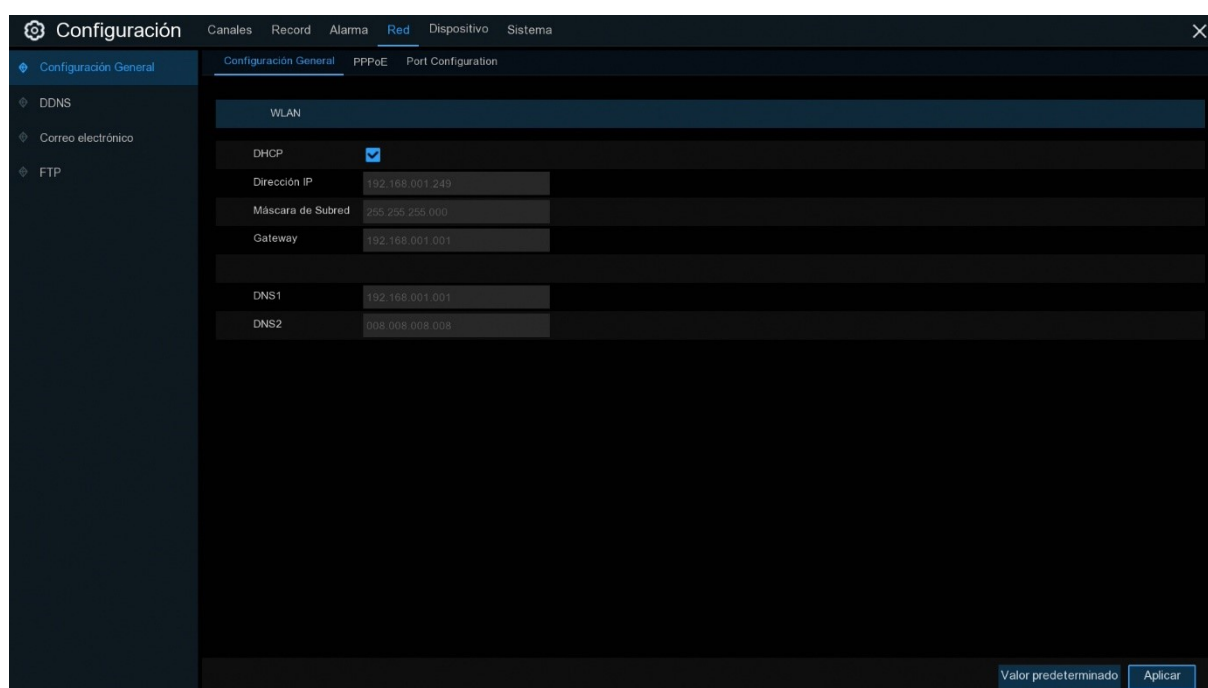 Configuración
Canales Record Alarma Red Dispositivo Sistema
Configuración General
DDNS
Correo electrónico
FTP
Configuración General PPPoE Port Configuration
WLAN
DHCP
Dirección IP 192.168.001.249
Máscara de Subred 255.255.255.000
Gateway 192.168.001.001
DNS1 192.168.001.001
DNS2 008.008.008.008
Valor predeterminado Aplicar